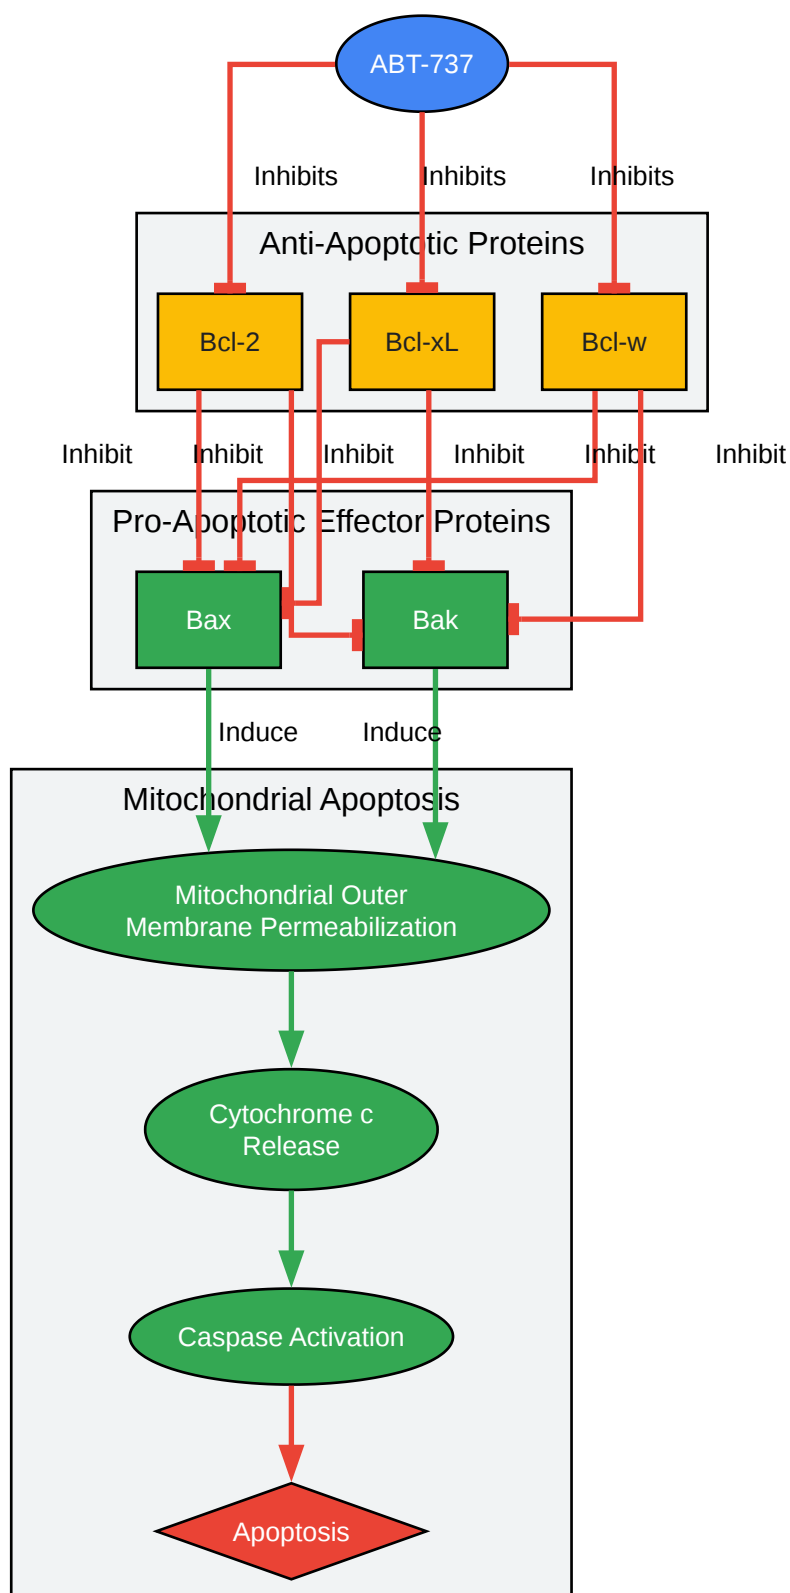 ABT-737
Inhibits
Inhibits
Inhibits
Anti-Apoptotic Proteins
Bcl-2
Bcl-xL
Bcl-w
Inhibit
Inhibit
Inhibit
Inhibit
Inhibit
Inhibit
Pro-Apoptotic Effector Proteins
Bax
Bak
Induce
Induce
Mitochondrial Apoptosis
Mitochondrial Outer
Membrane Permeabilization
Cytochrome c
Release
Caspase Activation
Apoptosis